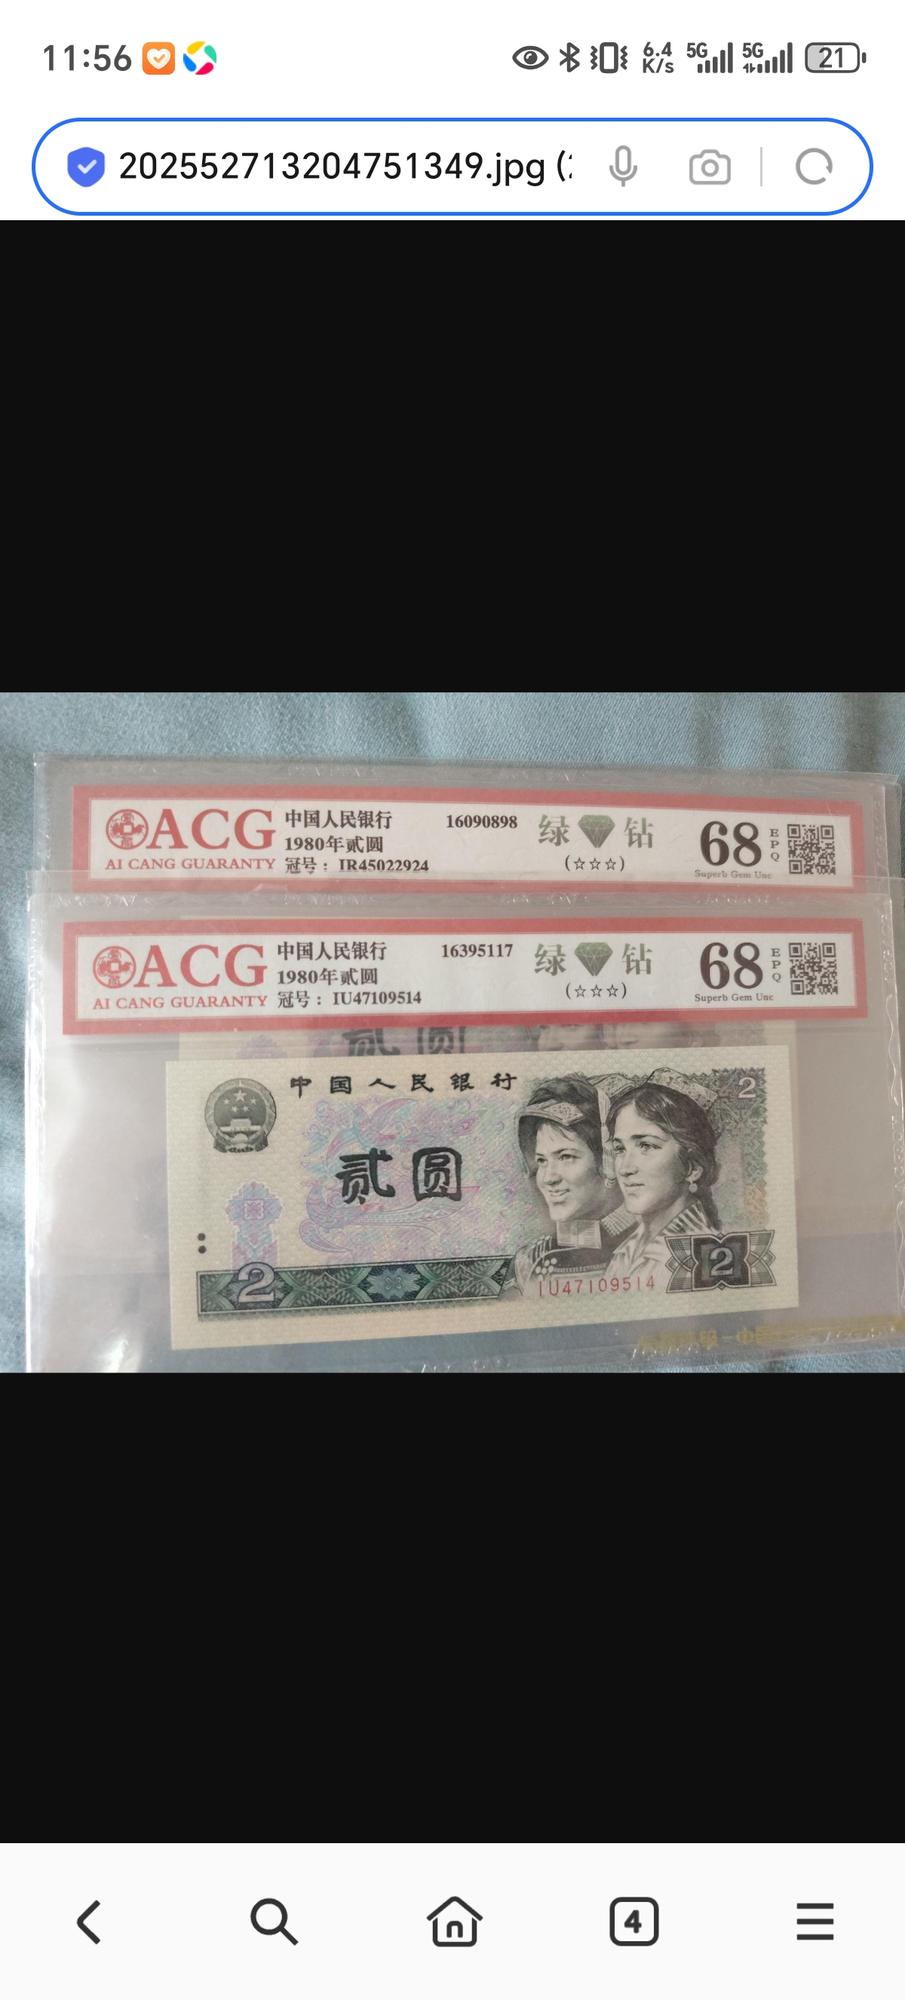 11:56
6.4 K/s 5G 5G 21
202552713204751349.jpg (
ACG
AI CANG GUARANTY
中国人民银行
1980年贰圆
冠号：IR45022924
16090898
绿 钻
(☆☆☆)
68
EPQ
Superb Gem Unc
ACG
AI CANG GUARANTY
中国人民银行
1980年贰圆
冠号：IU47109514
16395117
绿 钻
(☆☆☆)
68
EPQ
Superb Gem Unc
贰圆
中国人民银行
2
贰圆
2
2
IU47109514
4